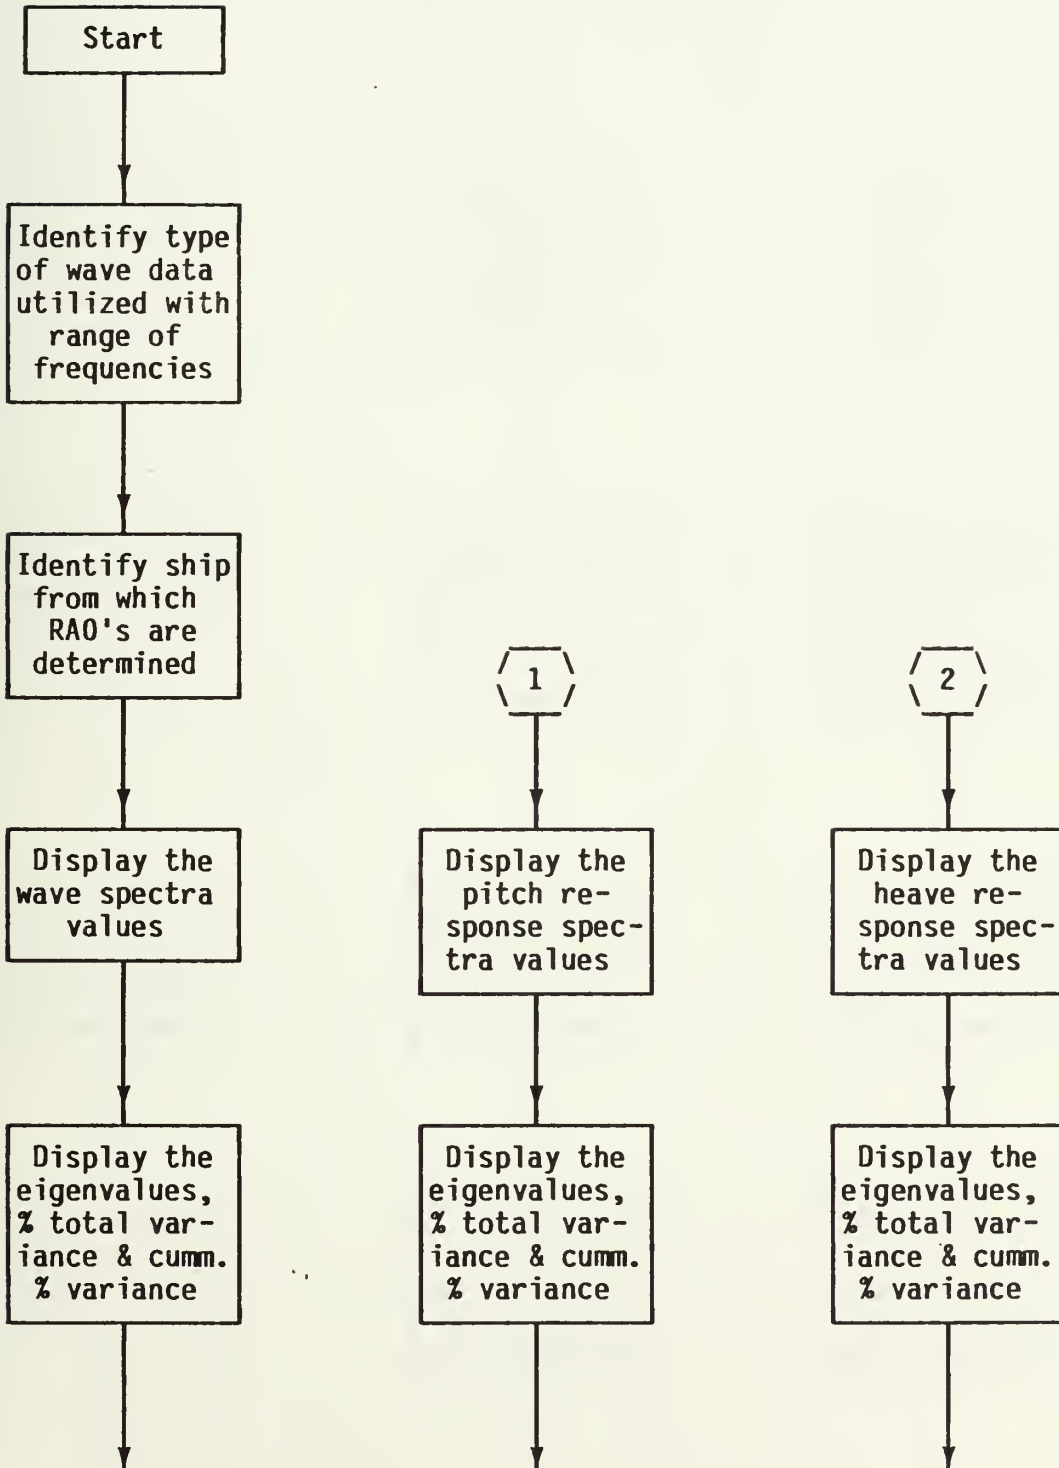 Start
Identify type
of wave data
utilized with
range of
frequencies
Identify ship
from which
RAO's are
determined
Display the
wave spectra
values
Display the
eigenvalues,
% total var-
iance & cumm.
% variance
1
Display the
pitch re-
sponse spec-
tra values
Display the
eigenvalues,
% total var-
iance & cumm.
% variance
2
Display the
heave re-
sponse spec-
tra values
Display the
eigenvalues,
% total var-
iance & cumm.
% variance